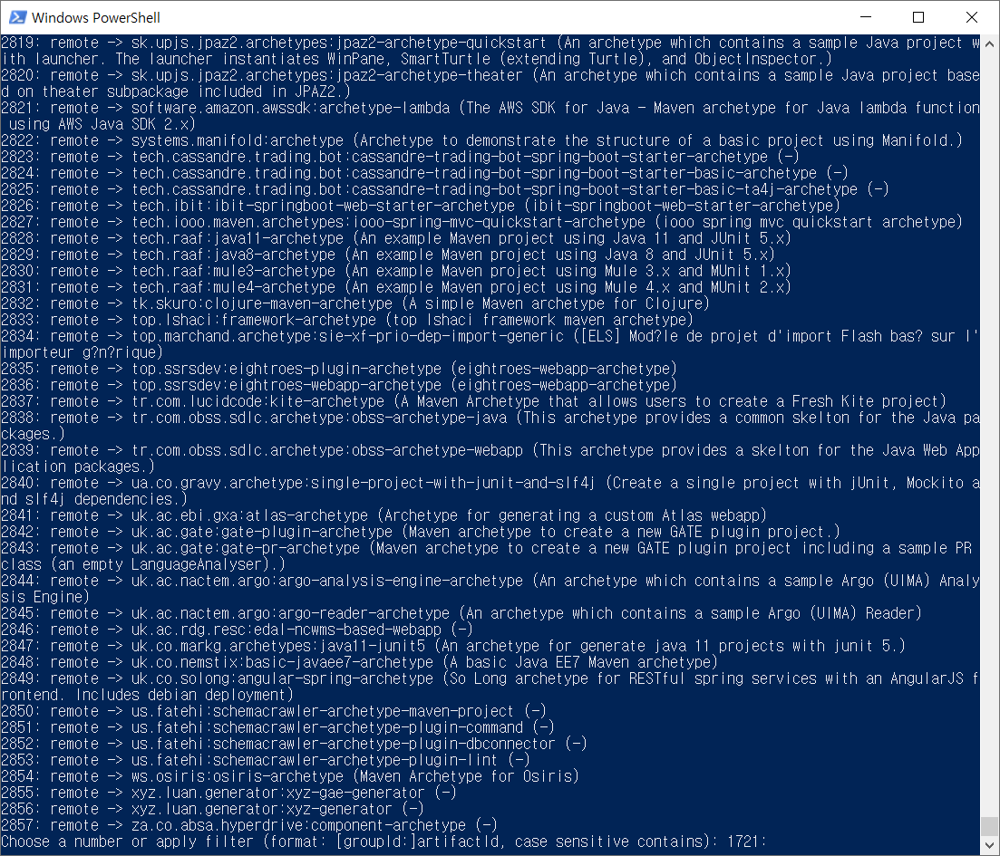 Windows PowerShell
2819: remote -> sk.upjs.jpaz2.archetypes:jpaz2-archetype-quickstart (An archetype which contains a sample Java project w
ith launcher. The launcher instantiates WinPane, SmartTurtle (extending Turtle), and ObjectInspector.)
2820: remote -> sk.upjs.jpaz2.archetypes:jpaz2-archetype-theater (An archetype which contains a sample Java project base
d on theater subpackage included in JPAZ2.)
2821: remote -> software.amazon.awssdk:archetype-lambda (The AWS SDK for Java - Maven archetype for Java lambda function
 using AWS Java SDK 2.x)
2822: remote -> systems.manifold:archetype (Archetype to demonstrate the structure of a basic project using Manifold.)
2823: remote -> tech.cassandre.trading.bot:cassandre-trading-bot-spring-boot-starter-archetype (-)
2824: remote -> tech.cassandre.trading.bot:cassandre-trading-bot-spring-boot-starter-basic-archetype (-)
2825: remote -> tech.cassandre.trading.bot:cassandre-trading-bot-spring-boot-starter-basic-ta4j-archetype (-)
2826: remote -> tech.ibit:ibit-springboot-web-starter-archetype (ibit-springboot-web-starter-archetype)
2827: remote -> tech.iooo.maven.archetypes:iooo-spring-mvc-quickstart-archetype (iooo spring mvc quickstart archetype)
2828: remote -> tech.raaf:java11-archetype (An example Maven project using Java 11 and JUnit 5.x)
2829: remote -> tech.raaf:java8-archetype (An example Maven project using Java 8 and JUnit 5.x)
2830: remote -> tech.raaf:mule3-archetype (An example Maven project using Mule 3.x and MUnit 1.x)
2831: remote -> tech.raaf:mule4-archetype (An example Maven project using Mule 4.x and MUnit 2.x)
2832: remote -> tk.skuro:clojure-maven-archetype (A simple Maven archetype for Clojure)
2833: remote -> top.lshaci:framework-archetype (top lshaci framework maven archetype)
2834: remote -> top.marchand.archetype:sie-xf-prio-dep-import-generic ([ELS] Mod?le de projet d'import Flash bas? sur l'
importeur g?n?rique)
2835: remote -> top.ssrsdev:eightroes-plugin-archetype (eightroes-webapp-archetype)
2836: remote -> top.ssrsdev:eightroes-webapp-archetype (eightroes-webapp-archetype)
2837: remote -> tr.com.lucidcode:kite-archetype (A Maven Archetype that allows users to create a Fresh Kite project)
2838: remote -> tr.com.obss.sdlc.archetype:obss-archetype-java (This archetype provides a common skelton for the Java pa
ckages.)
2839: remote -> tr.com.obss.sdlc.archetype:obss-archetype-webapp (This archetype provides a skelton for the Java Web App
lication packages.)
2840: remote -> ua.co.gravy.archetype:single-project-with-junit-and-slf4j (Create a single project with jUnit, Mockito a
nd slf4j dependencies.)
2841: remote -> uk.ac.ebi.gxa:atlas-archetype (Archetype for generating a custom Atlas webapp)
2842: remote -> uk.ac.gate:gate-plugin-archetype (Maven archetype to create a new GATE plugin project.)
2843: remote -> uk.ac.gate:gate-pr-archetype (Maven archetype to create a new GATE plugin project including a sample PR
class (an empty LanguageAnalyser).)
2844: remote -> uk.ac.nactem.argo:argo-analysis-engine-archetype (An archetype which contains a sample Argo (UIMA) Analy
sis Engine)
2845: remote -> uk.ac.nactem.argo:argo-reader-archetype (An archetype which contains a sample Argo (UIMA) Reader)
2846: remote -> uk.ac.rdg.resc:edal-ncwms-based-webapp (-)
2847: remote -> uk.co.markg.archetypes:java11-junit5 (An archetype for generate java 11 projects with junit 5.)
2848: remote -> uk.co.nemstix:basic-javaee7-archetype (A basic Java EE7 Maven archetype)
2849: remote -> uk.co.solong:angular-spring-archetype (So Long archetype for RESTful spring services with an AngularJS f
rontend. Includes debian deployment)
2850: remote -> us.fatehi:schemacrawler-archetype-maven-project (-)
2851: remote -> us.fatehi:schemacrawler-archetype-plugin-command (-)
2852: remote -> us.fatehi:schemacrawler-archetype-plugin-dbconnector (-)
2853: remote -> us.fatehi:schemacrawler-archetype-plugin-lint (-)
2854: remote -> ws.osiris:osiris-archetype (Maven Archetype for Osiris)
2855: remote -> xyz.luan.generator:xyz-gae-generator (-)
2856: remote -> xyz.luan.generator:xyz-generator (-)
2857: remote -> za.co.absa.hyperdrive:component-archetype (-)
Choose a number or apply filter (format: [groupId:]artifactId, case sensitive contains): 1721: